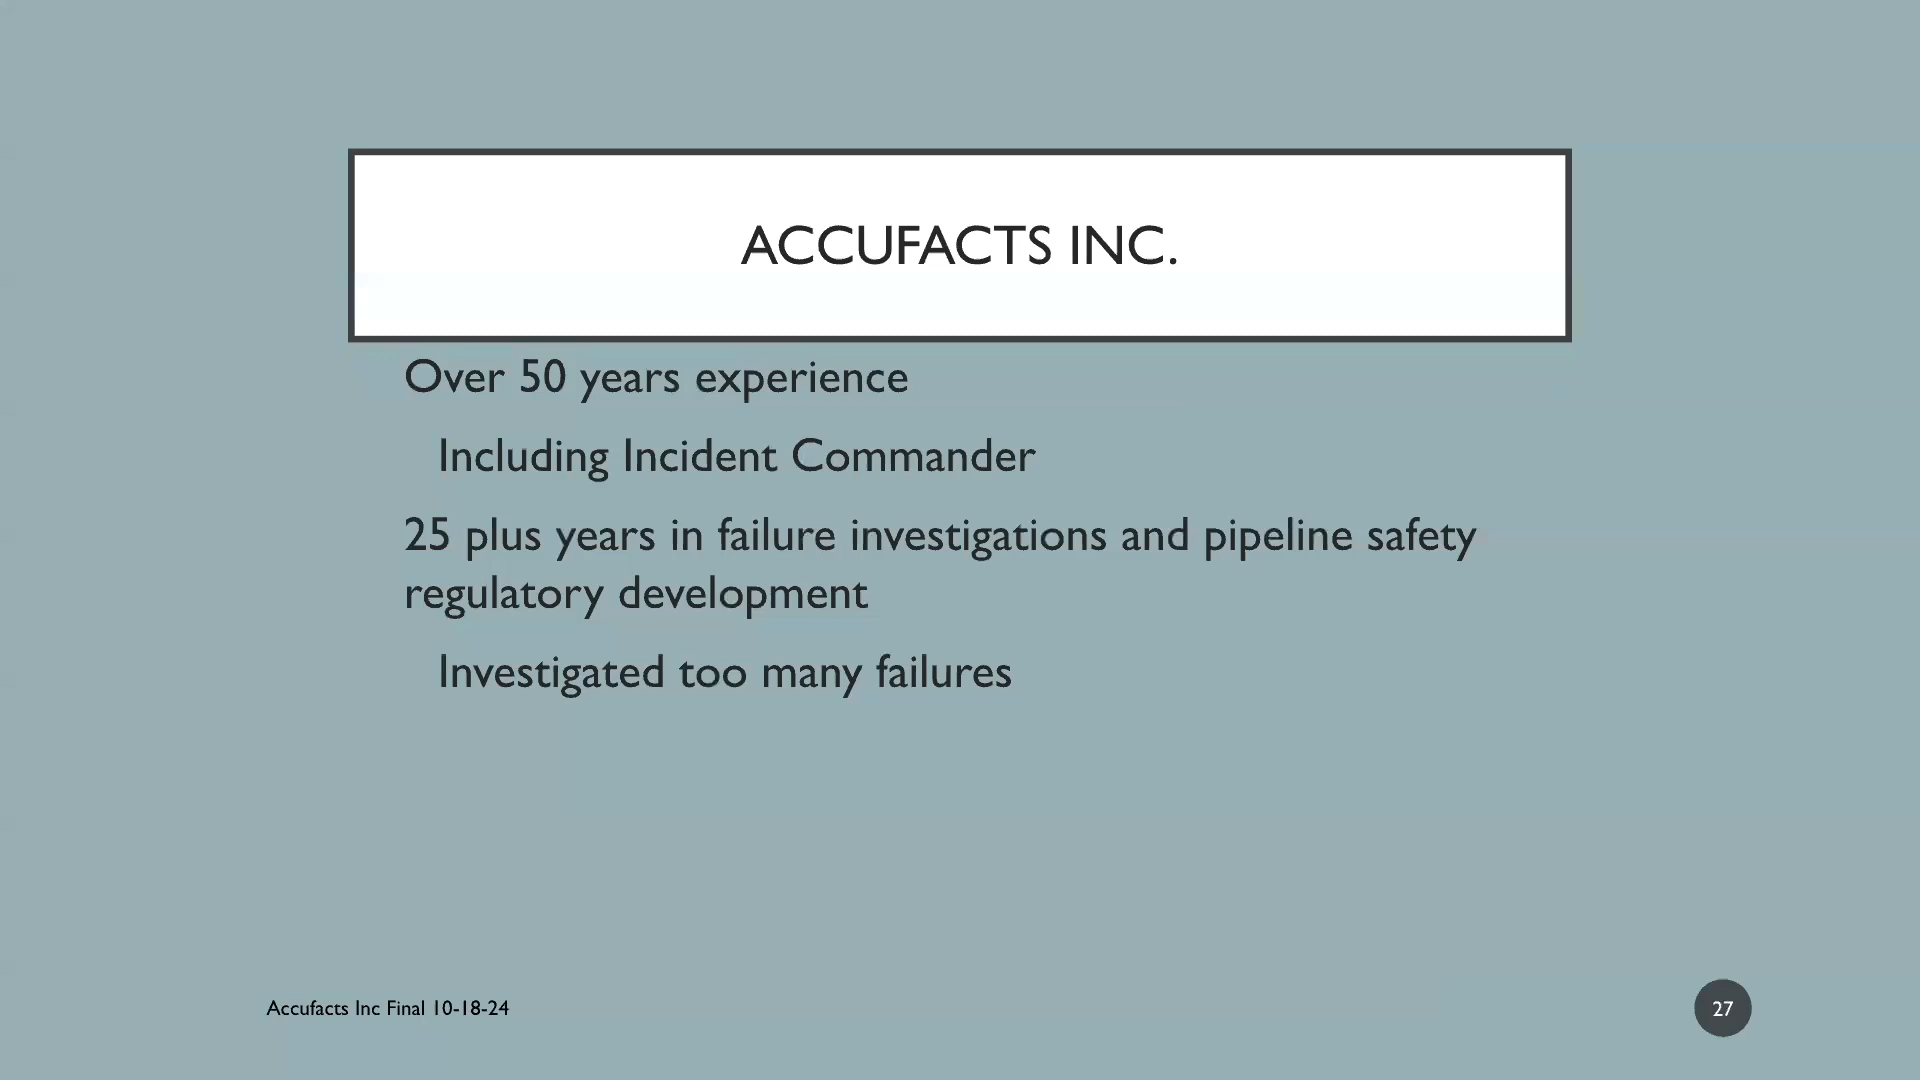 ACCUFACTS INC.
Over 50 years experience
Including Incident Commander
25 plus years in failure investigations and pipeline safety
regulatory development
Investigated too many failures
Accufacts Inc Final 10-18-24
27